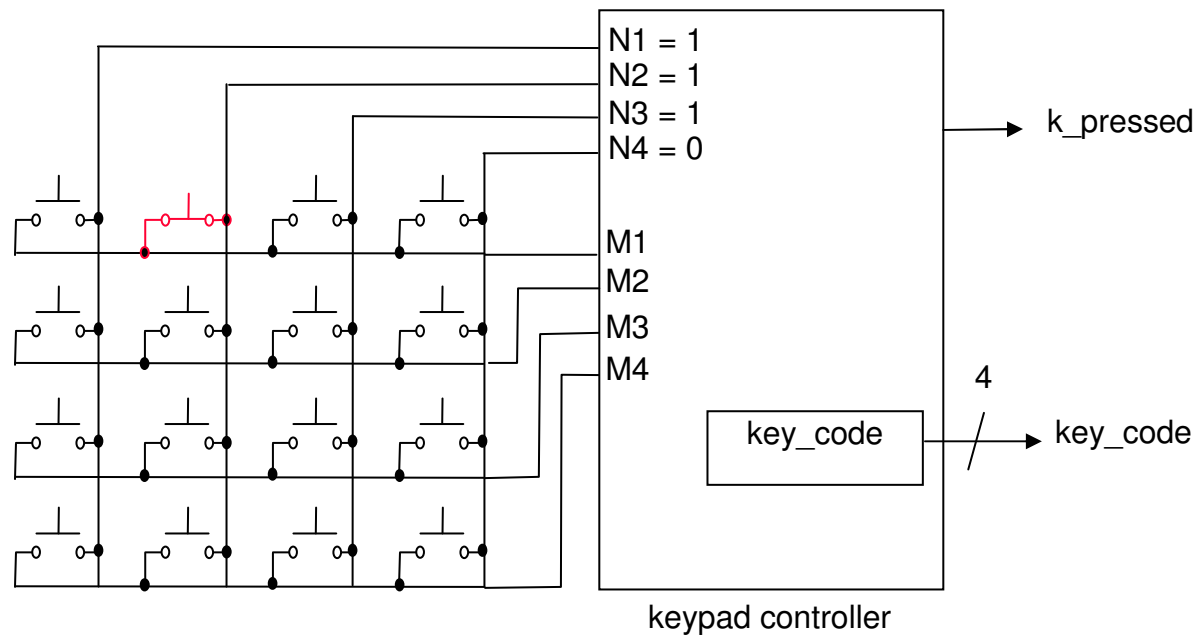 N1 = 1
N2 = 1
N3 = 1
N4 = 0
k_pressed
M1
M2
M3
M4
4
key_code
key_code
keypad controller